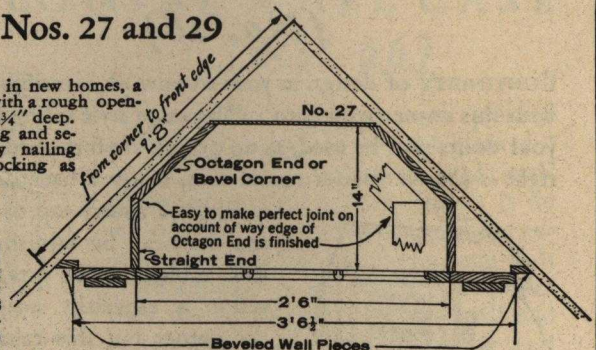 Nos. 27 and 29
in new homes, a
with a rough open-
¾" deep.
g and se-
y nailing
ocking as
from corner to front edge
2'8"
No. 27
Octagon End or
Bevel Corner
14"
Easy to make perfect joint on
account of way edge of
Octagon End is finished
Straight End
2'6"
3'6½"
Beveled Wall Pieces